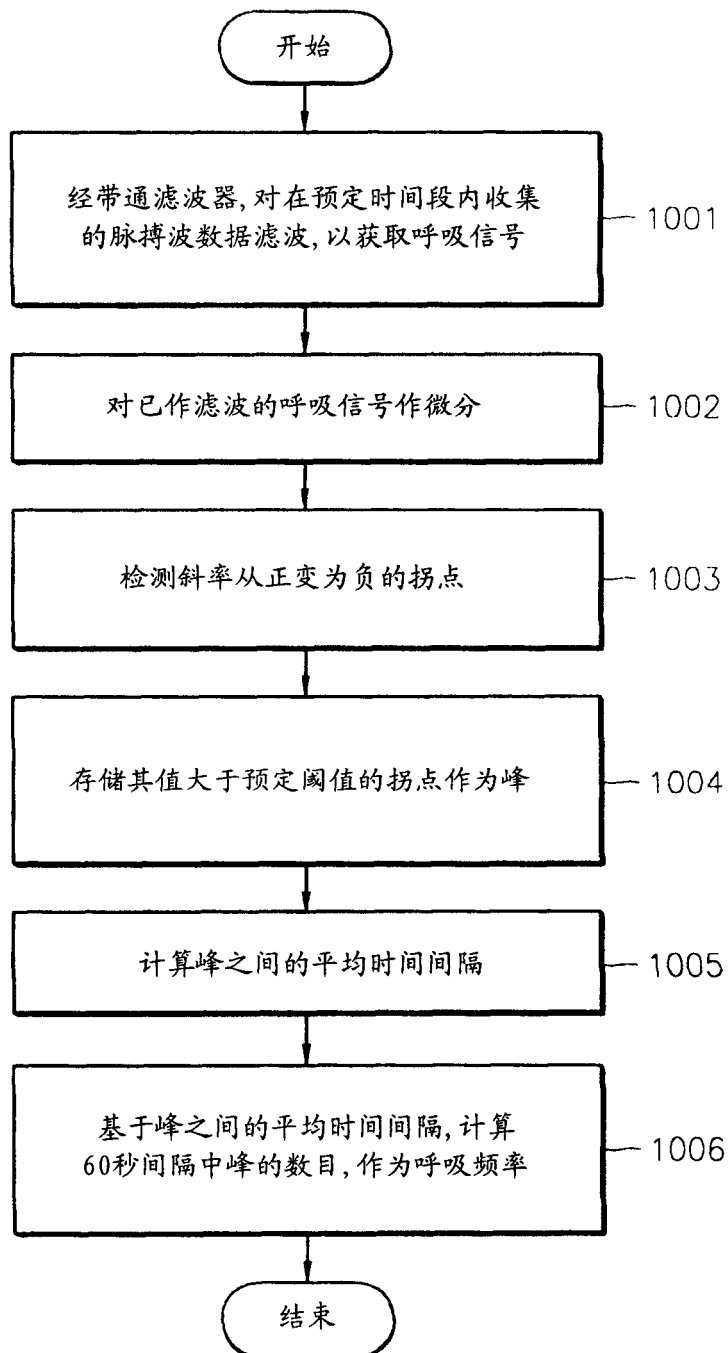 开始
经带通滤波器,对在预定时间段内收集
的脉搏波数据滤波,以获取呼吸信号
1001
对已作滤波的呼吸信号作微分
1002
检测斜率从正变为负的拐点
1003
存储其值大于预定阈值的拐点作为峰
1004
计算峰之间的平均时间间隔
1005
基于峰之间的平均时间间隔,计算
60秒间隔中峰的数目,作为呼吸频率
1006
结束